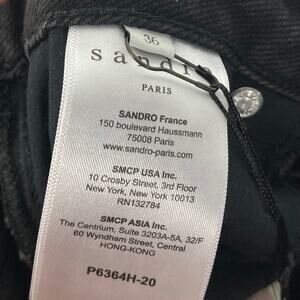 36
sandr
PARIS
SANDRO France
150 boulevard Haussmann
75008 Paris
www.sandro-paris.com
SMCP USA Inc.
10 Crosby Street, 3rd Floor
New York, New York 10013
RN132784
SMCP ASIA Inc.
The Centrium, Suite 3203A-5A, 32/F
60 Wyndham Street, Central
HONG-KONG
P6364H-20